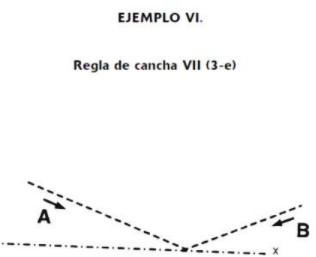 EJEMPLO VI.
Regla de cancha VII (3-e)
A
B
x